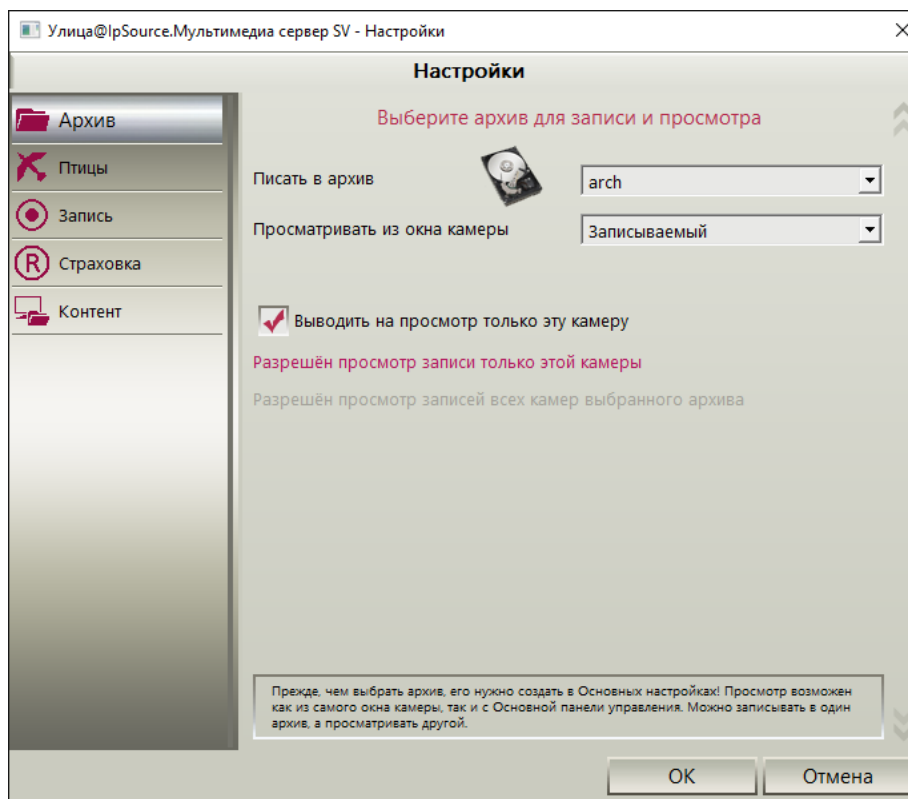 Улица@IpSource.Мультимедиа сервер SV - Настройки
Настройки
Архив
Птицы
Запись
Страховка
Контент
Выберите архив для записи и просмотра
Писать в архив
arch
Просматривать из окна камеры
Записываемый
Выводить на просмотр только эту камеру
Разрешён просмотр записи только этой камеры
Разрешён просмотр записей всех камер выбранного архива
Прежде, чем выбрать архив, его нужно создать в Основных настройках! Просмотр возможен
как из самого окна камеры, так и с Основной панели управления. Можно записывать в один
архив, а просматривать другой.
OK
Отмена